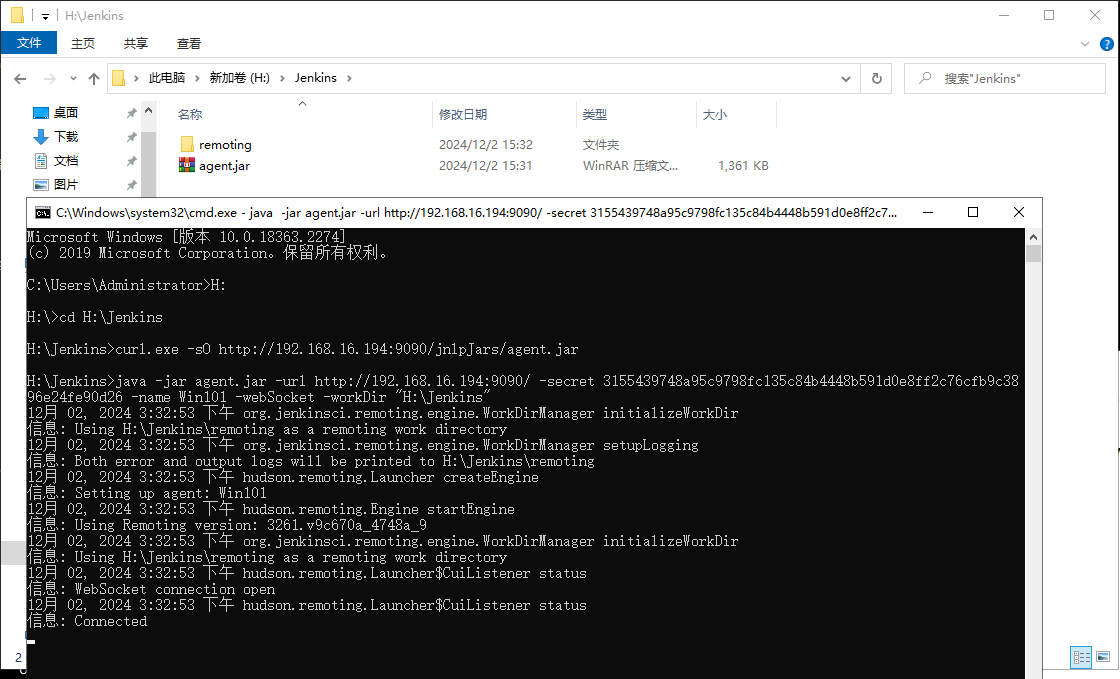 H:\Jenkins
文件 主页 共享 查看
此电脑 › 新加卷 (H:) › Jenkins ›
搜索"Jenkins"
桌面
下载
文档
图片
名称 修改日期 类型 大小
remoting 2024/12/2 15:32 文件夹
agent.jar 2024/12/2 15:31 WinRAR 压缩文... 1,361 KB
C:\Windows\system32\cmd.exe - java -jar agent.jar -url http://192.168.16.194:9090/ -secret 3155439748a95c9798fc135c84b4448b591d0e8ff2c7...
Microsoft Windows [版本 10.0.18363.2274]
(c) 2019 Microsoft Corporation。保留所有权利。
C:\Users\Administrator>H:
H:\>cd H:\Jenkins
H:\Jenkins>curl.exe -sO http://192.168.16.194:9090/jnlpJars/agent.jar
H:\Jenkins>java -jar agent.jar -url http://192.168.16.194:9090/ -secret 3155439748a95c9798fc135c84b4448b591d0e8ff2c76cfb9c38
96e24fe90d26 -name Win101 -webSocket -workDir "H:\Jenkins"
12月 02, 2024 3:32:53 下午 org.jenkinsci.remoting.engine.WorkDirManager initializeWorkDir
信息: Using H:\Jenkins\remoting as a remoting work directory
12月 02, 2024 3:32:53 下午 org.jenkinsci.remoting.engine.WorkDirManager setupLogging
信息: Both error and output logs will be printed to H:\Jenkins\remoting
12月 02, 2024 3:32:53 下午 hudson.remoting.Launcher createEngine
信息: Setting up agent: Win101
12月 02, 2024 3:32:53 下午 hudson.remoting.Engine startEngine
信息: Using Remoting version: 3261.v9c670a_4748a_9
12月 02, 2024 3:32:53 下午 org.jenkinsci.remoting.engine.WorkDirManager initializeWorkDir
信息: Using H:\Jenkins\remoting as a remoting work directory
12月 02, 2024 3:32:53 下午 hudson.remoting.Launcher$CuiListener status
信息: WebSocket connection open
12月 02, 2024 3:32:53 下午 hudson.remoting.Launcher$CuiListener status
信息: Connected
2